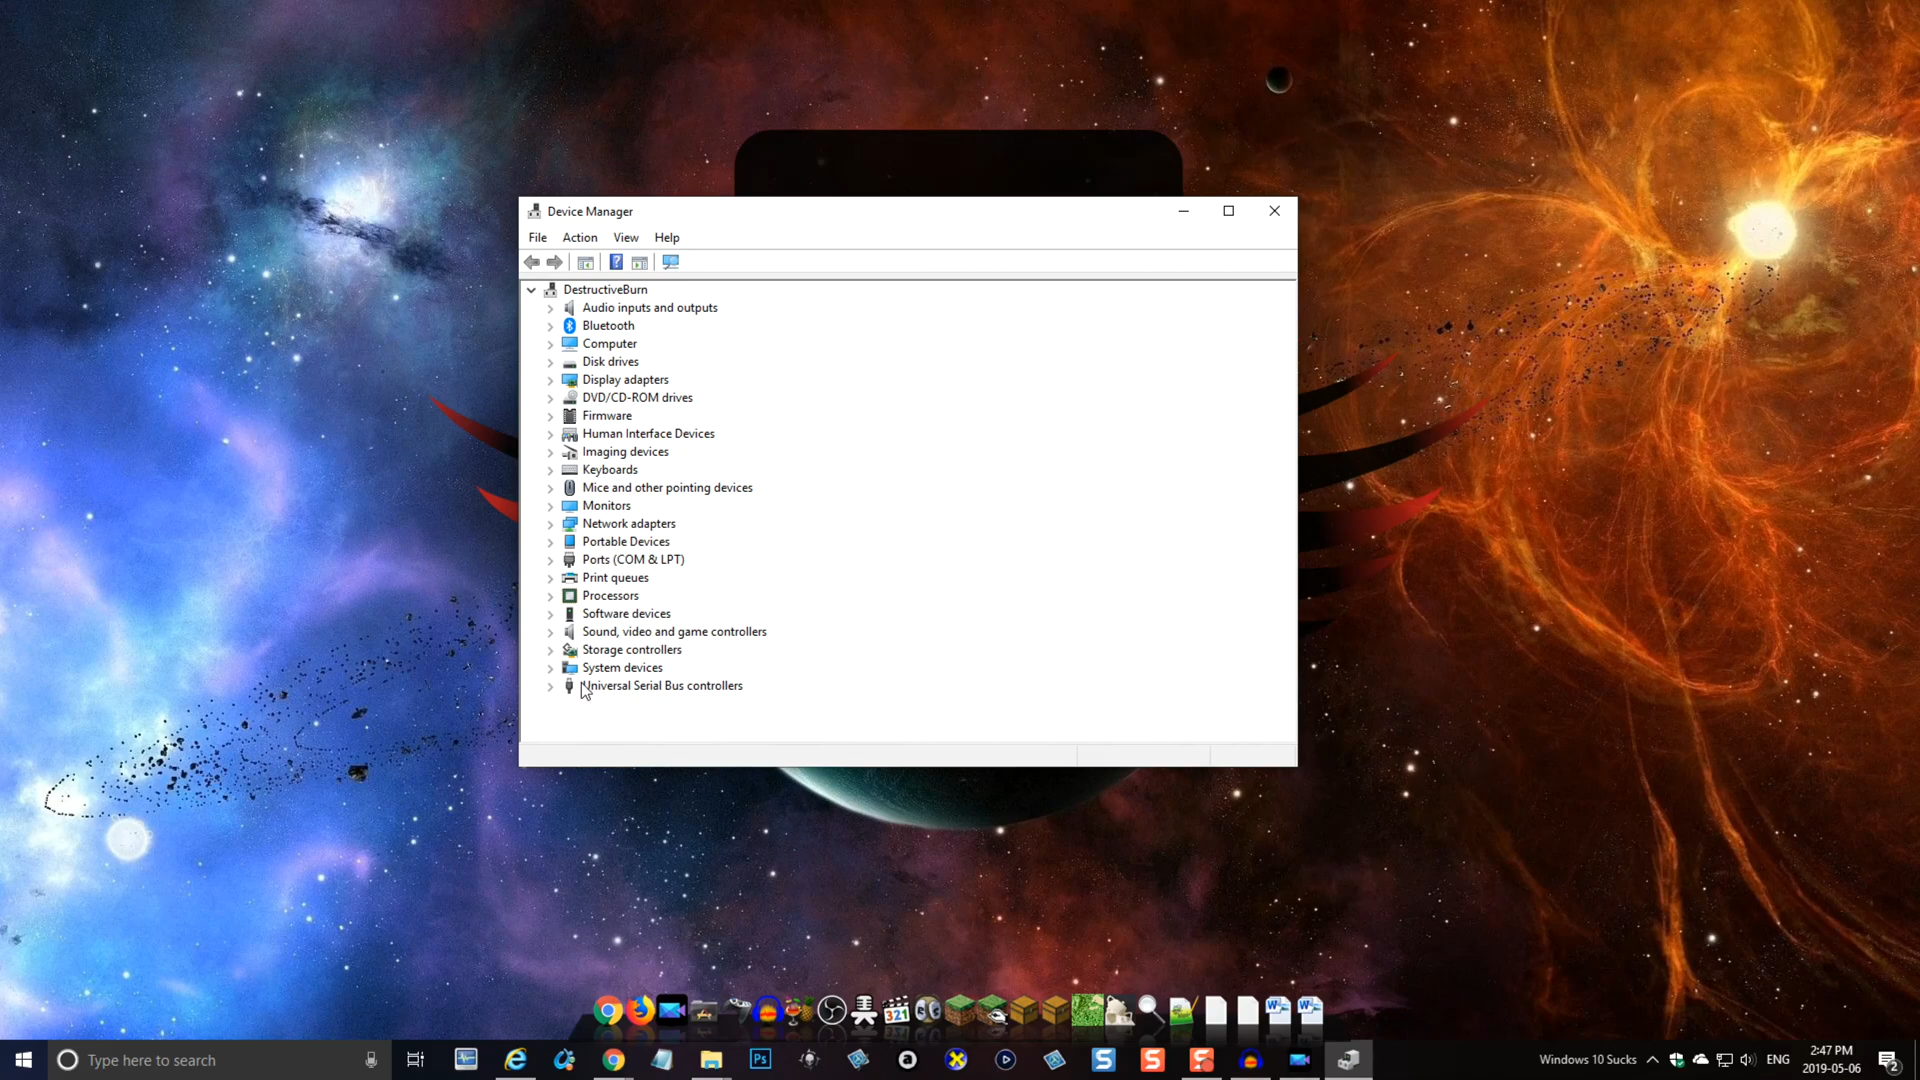 Device Manager
File Action View Help
DestructiveBurn
Audio inputs and outputs
Bluetooth
Computer
Disk drives
Display adapters
DVD/CD-ROM drives
Firmware
Human Interface Devices
Imaging devices
Keyboards
Mice and other pointing devices
Monitors
Network adapters
Portable Devices
Ports (COM & LPT)
Print queues
Processors
Software devices
Sound, video and game controllers
Storage controllers
System devices
Universal Serial Bus controllers
321
Type here to search
Ps
a
S
S
Windows 10 Sucks
ENG
2:47 PM
2019-05-06
2